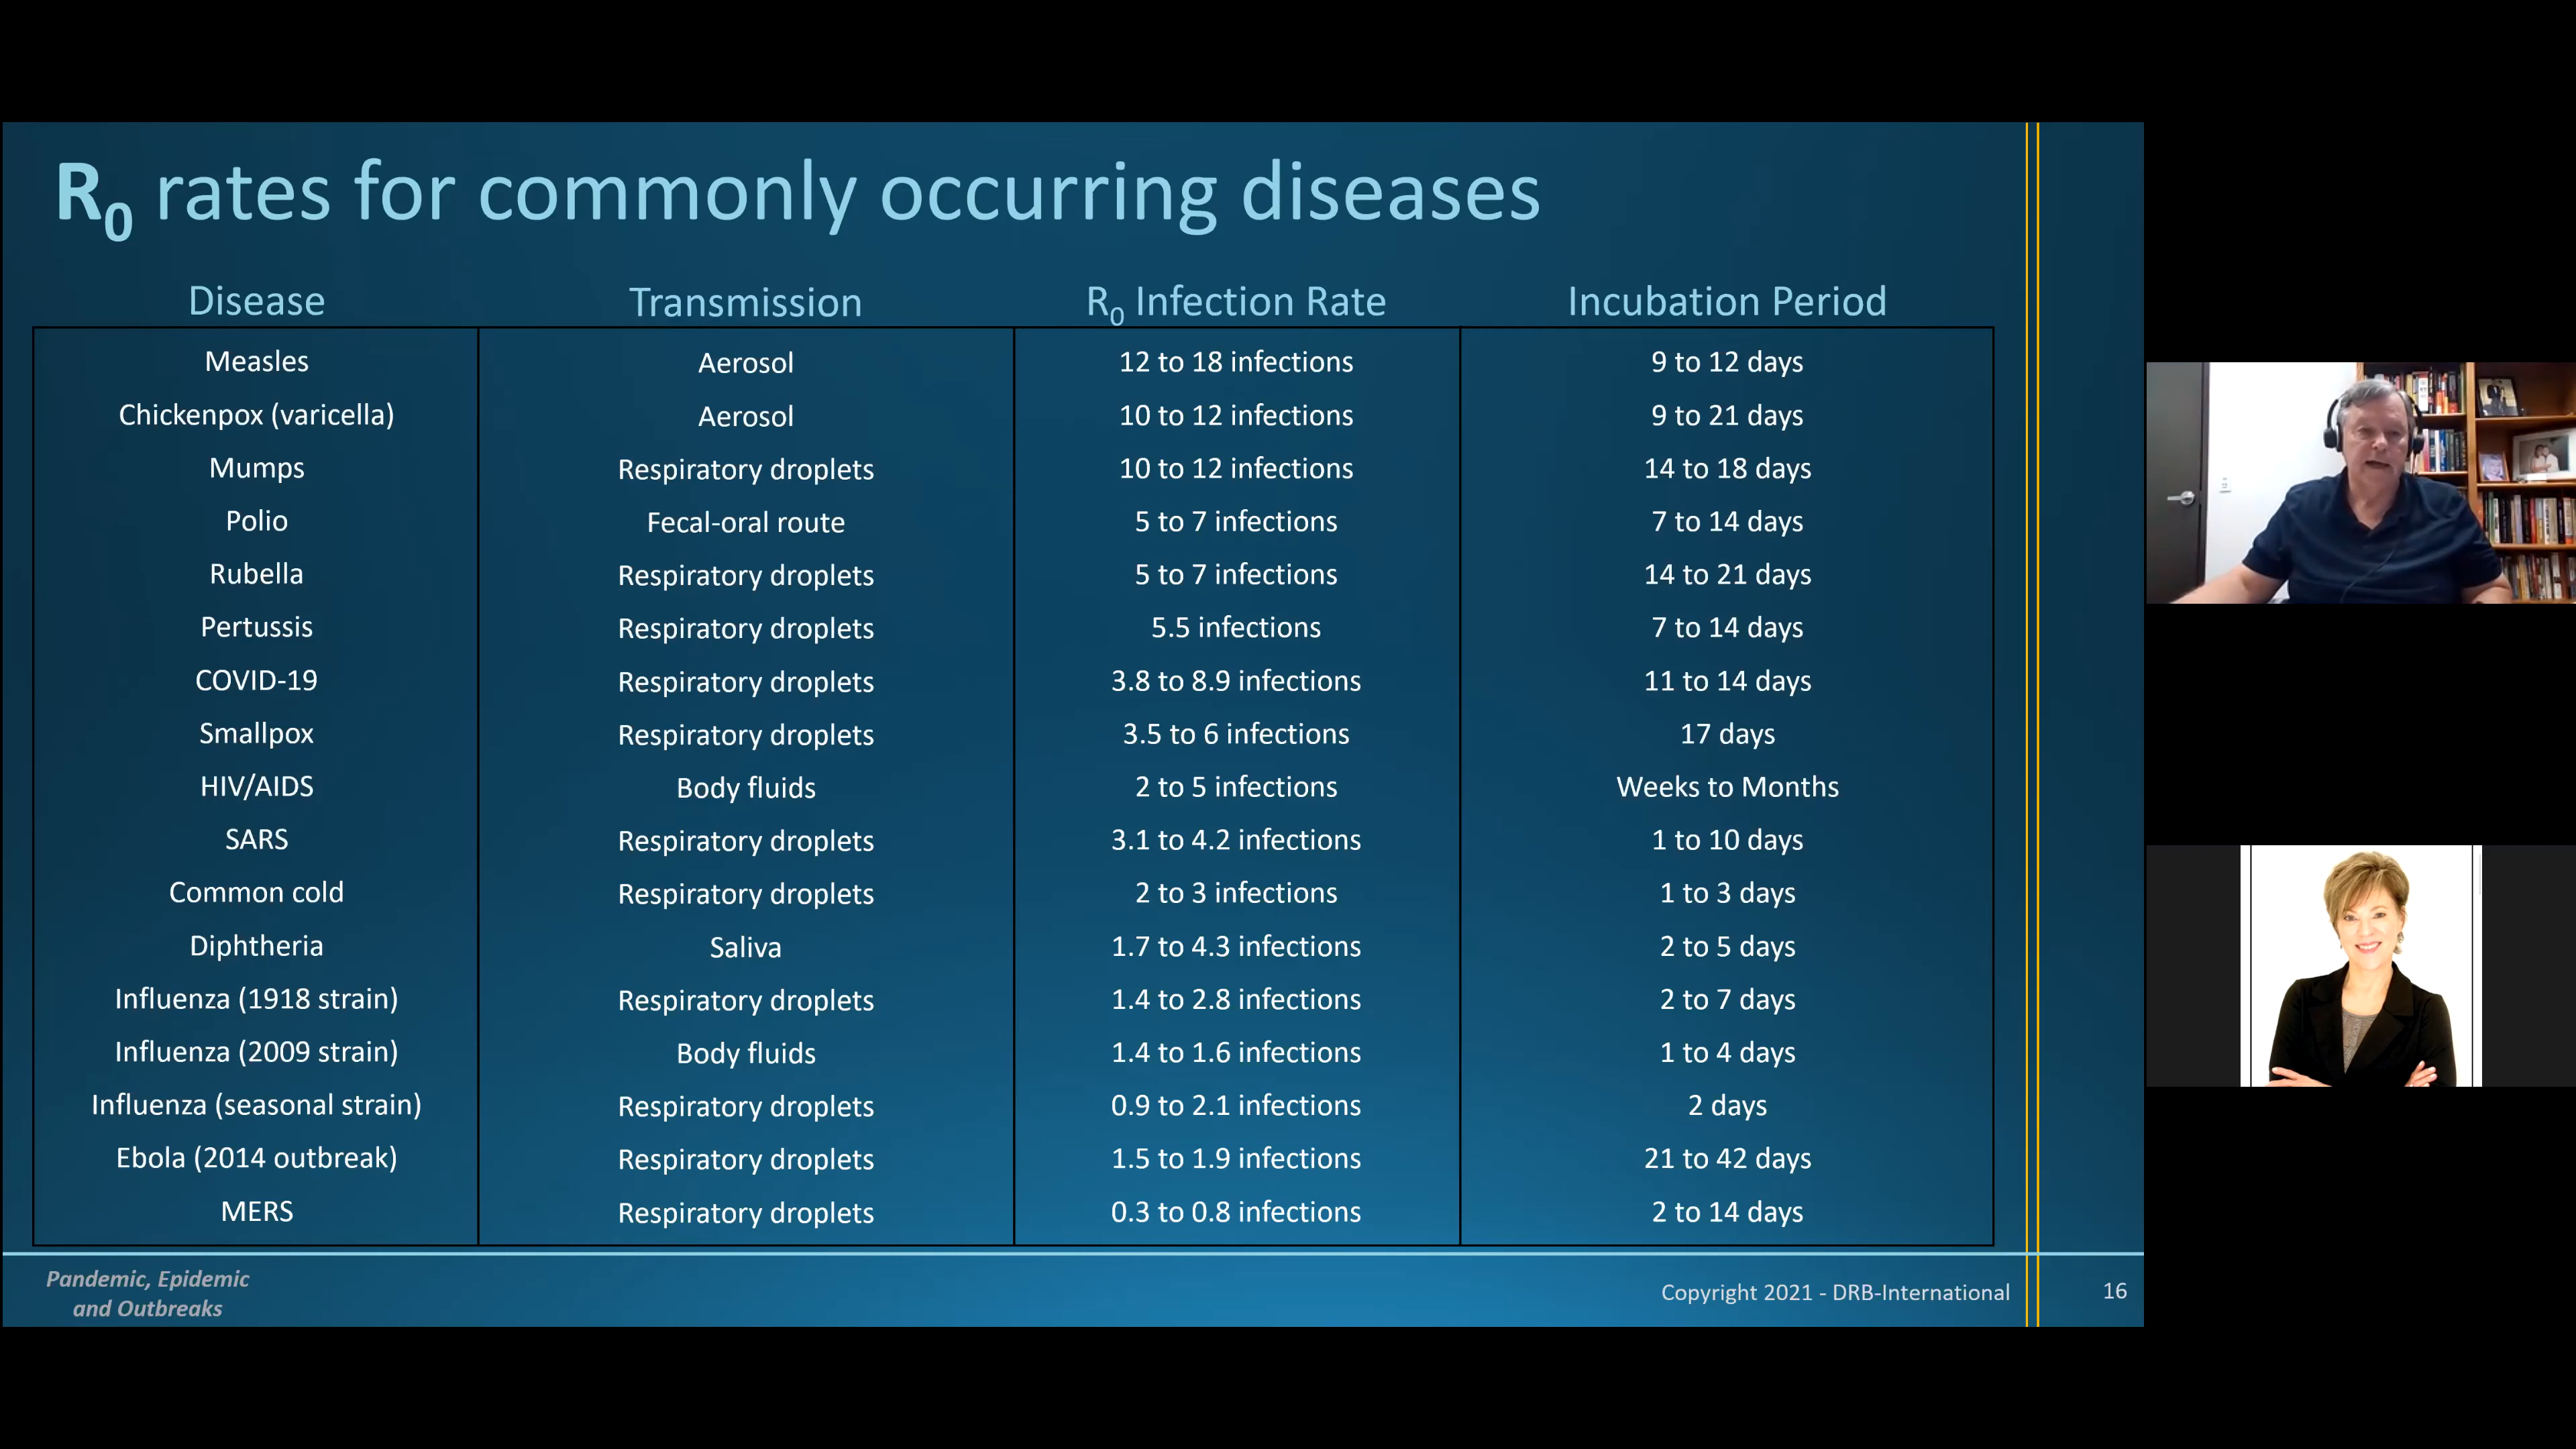 R0 rates for commonly occurring diseases
Disease Transmission R0 Infection Rate Incubation Period
Measles Aerosol 12 to 18 infections 9 to 12 days
Chickenpox (varicella) Aerosol 10 to 12 infections 9 to 21 days
Mumps Respiratory droplets 10 to 12 infections 14 to 18 days
Polio Fecal-oral route 5 to 7 infections 7 to 14 days
Rubella Respiratory droplets 5 to 7 infections 14 to 21 days
Pertussis Respiratory droplets 5.5 infections 7 to 14 days
COVID-19 Respiratory droplets 3.8 to 8.9 infections 11 to 14 days
Smallpox Respiratory droplets 3.5 to 6 infections 17 days
HIV/AIDS Body fluids 2 to 5 infections Weeks to Months
SARS Respiratory droplets 3.1 to 4.2 infections 1 to 10 days
Common cold Respiratory droplets 2 to 3 infections 1 to 3 days
Diphtheria Saliva 1.7 to 4.3 infections 2 to 5 days
Influenza (1918 strain) Respiratory droplets 1.4 to 2.8 infections 2 to 7 days
Influenza (2009 strain) Body fluids 1.4 to 1.6 infections 1 to 4 days
Influenza (seasonal strain) Respiratory droplets 0.9 to 2.1 infections 2 days
Ebola (2014 outbreak) Respiratory droplets 1.5 to 1.9 infections 21 to 42 days
MERS Respiratory droplets 0.3 to 0.8 infections 2 to 14 days
Pandemic, Epidemic
and Outbreaks
Copyright 2021 - DRB-International
16